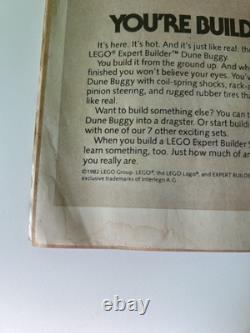 YOU'RE BUILD
It's here. It's hot. And it's just like real: the
LEGO® Expert Builder™ Dune Buggy.
You build it from the ground up. And wh
finished you won't believe your eyes. You'v
Dune Buggy with coil-spring shocks, rack-
pinion steering, and rugged rubber tires tha
like real.
Want to build something else? You can t
Dune Buggy into a dragster. Or start buildi
with one of our 7 other exciting sets.
When you build a LEGO Expert Builder S
learn something, too. Just how much of an
you really are.
©1982 LEGO Group. LEGO®, the LEGO Logo®, and EXPERT BUILDE
exclusive trademarks of Interlego A.G.